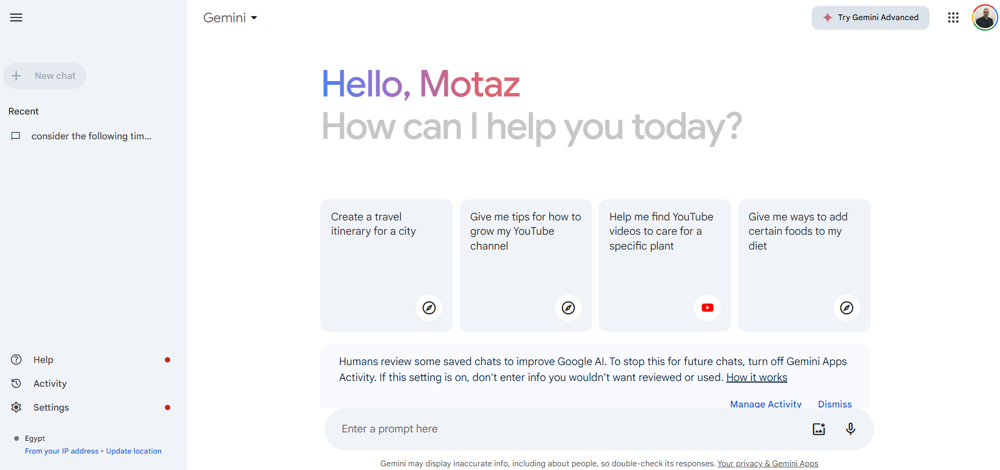 Gemini
Try Gemini Advanced
New chat
Recent
consider the following tim...
Hello, Motaz
How can I help you today?
Create a travel
itinerary for a city
Give me tips for how to
grow my YouTube
channel
Help me find YouTube
videos to care for a
specific plant
Give me ways to add
certain foods to my
diet
Humans review some saved chats to improve Google AI. To stop this for future chats, turn off Gemini Apps
Activity. If this setting is on, don't enter info you wouldn’t want reviewed or used. How it works
Manage Activity Dismiss
Enter a prompt here
Gemini may display inaccurate info, including about people, so double-check its responses. Your privacy & Gemini Apps
Help
Activity
Settings
Egypt
From your IP address • Update location